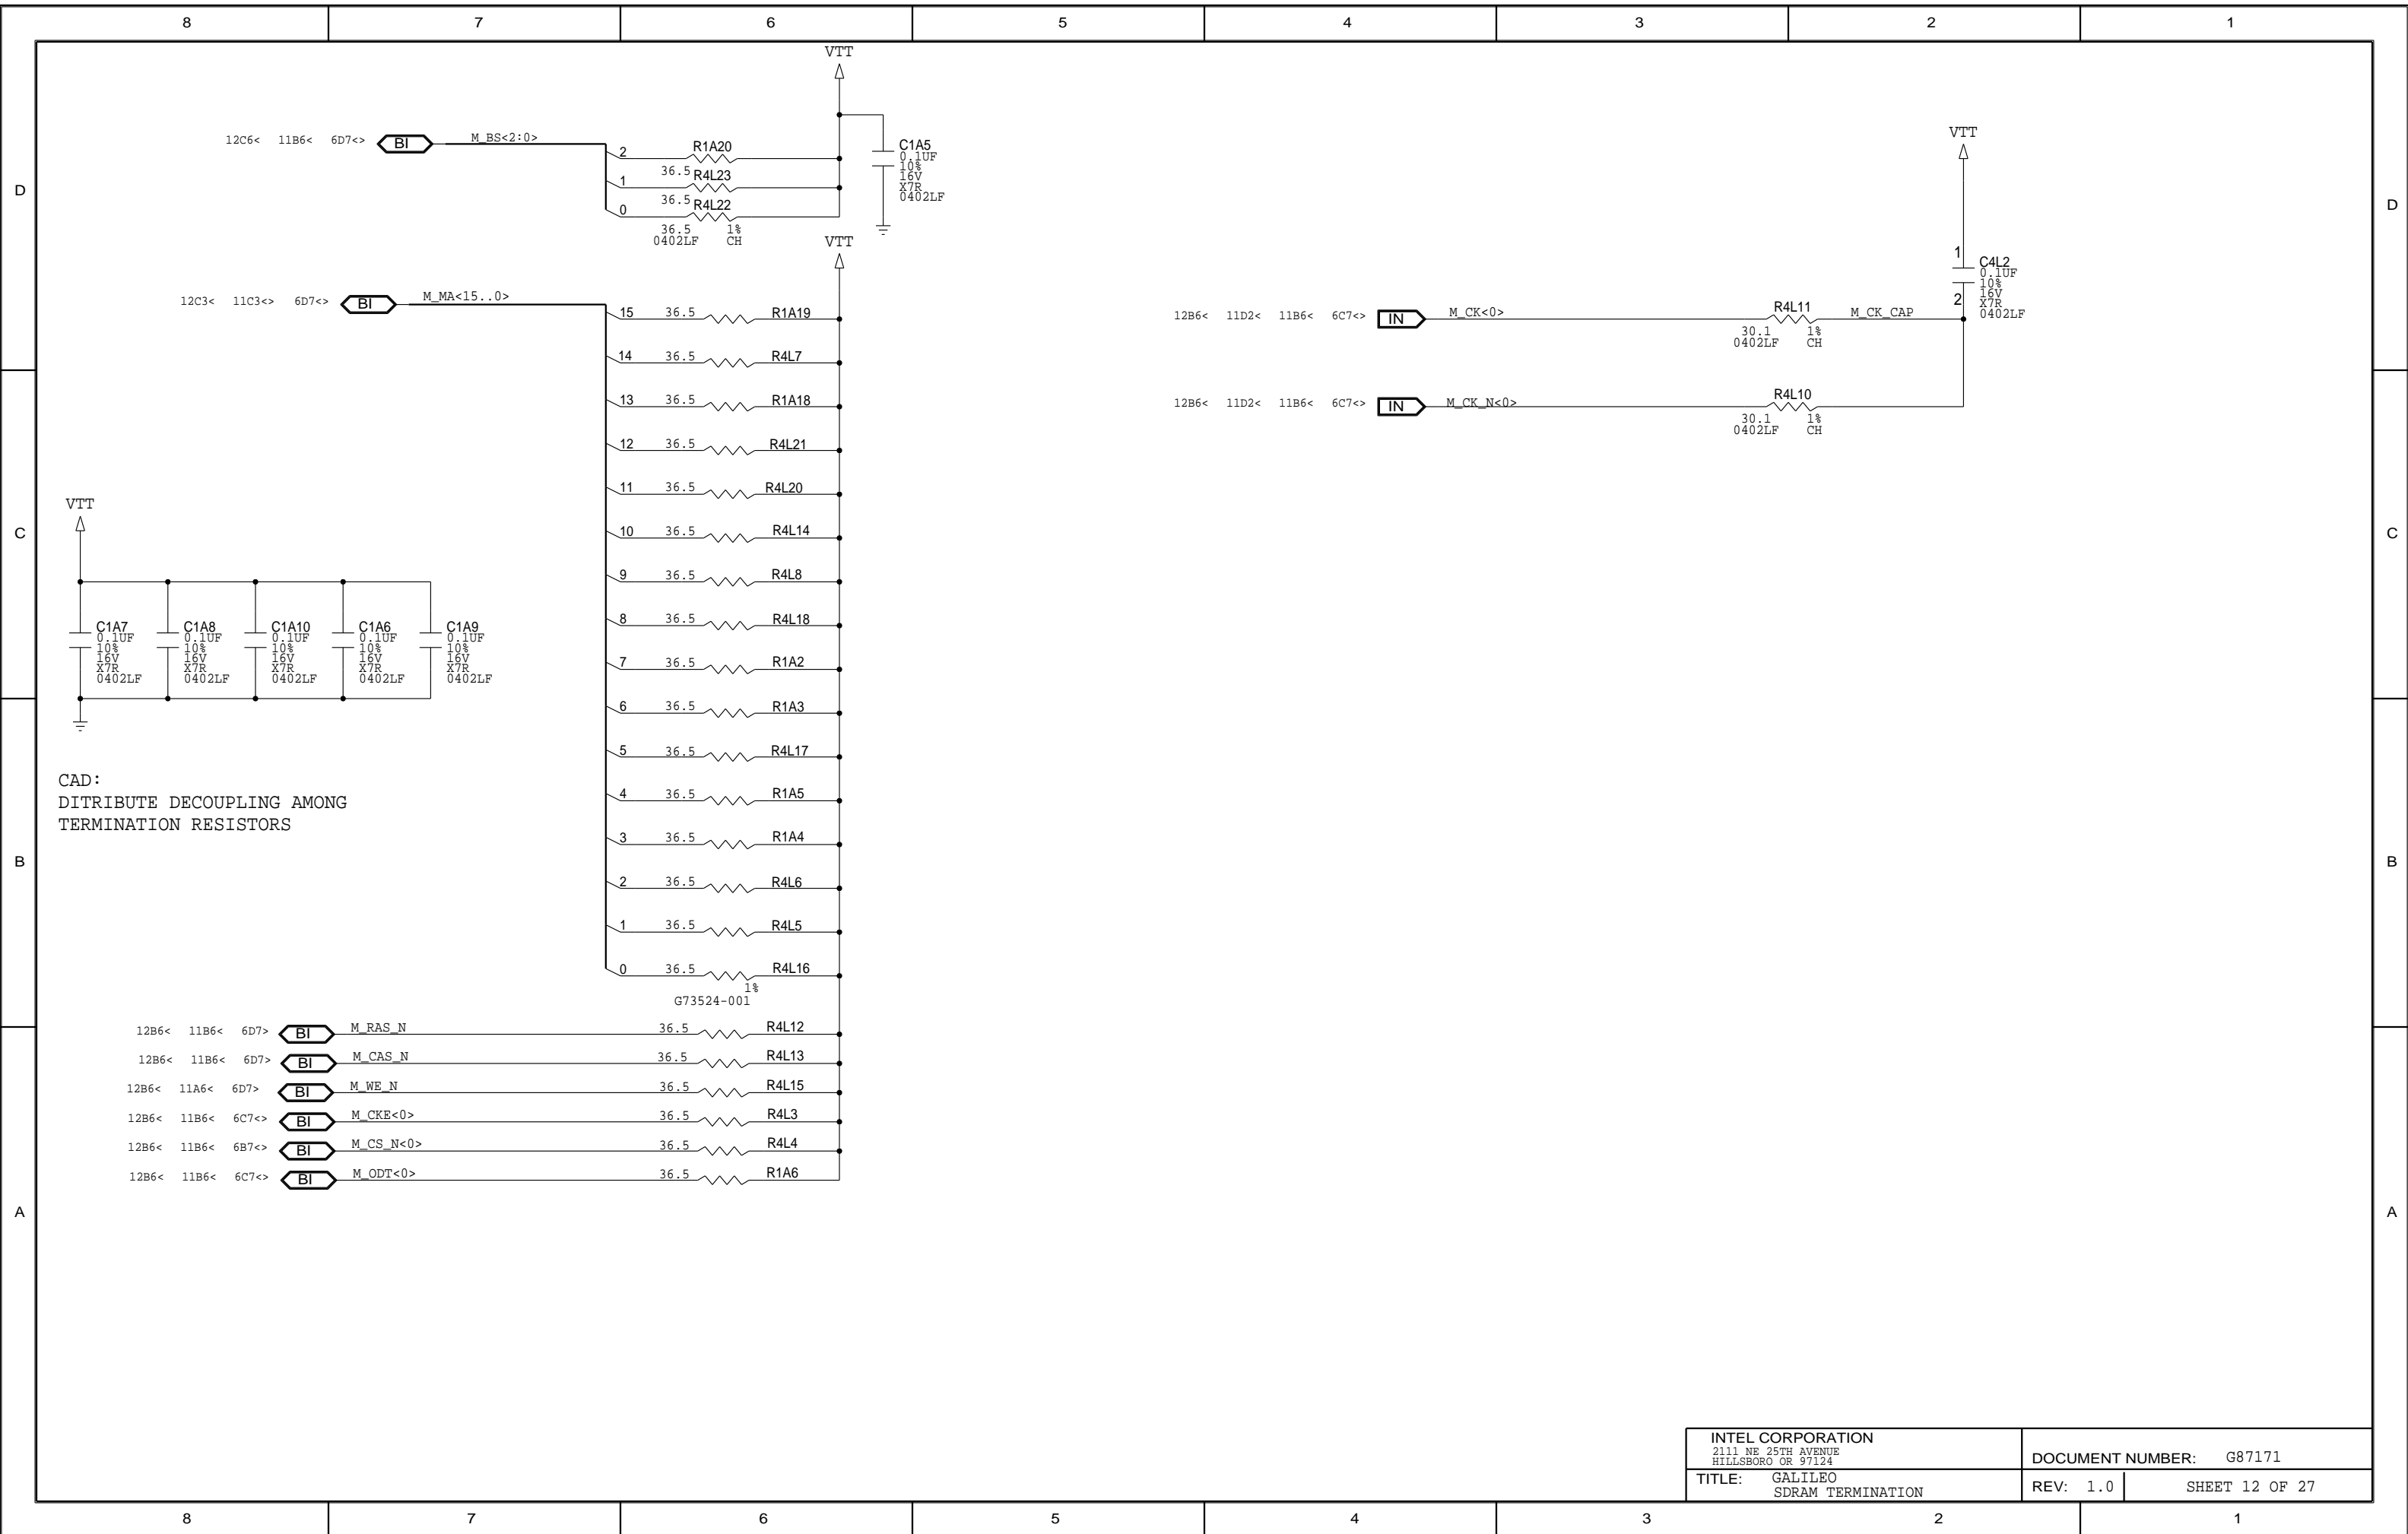 8 7 6 5 4 3 2 1
VTT
12C6< 11B6< 6D7<> BI M_BS<2:0>
2 R1A20
36.5
1 R4L23
36.5
0 R4L22
36.5 1%
0402LF CH
C1A5
0.1UF
10%
16V
X7R
0402LF
VTT
D
D
VTT
1
C4L2
0.1UF
10%
16V
X7R
0402LF
2
12C3< 11C3<> 6D7<> BI M_MA<15..0>
15 36.5 R1A19
14 36.5 R4L7
13 36.5 R1A18
12 36.5 R4L21
11 36.5 R4L20
10 36.5 R4L14
9 36.5 R4L8
8 36.5 R4L18
7 36.5 R1A2
6 36.5 R1A3
5 36.5 R4L17
4 36.5 R1A5
3 36.5 R1A4
2 36.5 R4L6
1 36.5 R4L5
0 36.5 R4L16
1%
G73524-001
12B6< 11D2< 11B6< 6C7<> IN M_CK<0> R4L11 M_CK_CAP
30.1 1%
0402LF CH
12B6< 11D2< 11B6< 6C7<> IN M_CK_N<0> R4L10
30.1 1%
0402LF CH
C
C
VTT
C1A7 C1A8 C1A10 C1A6 C1A9
0.1UF 0.1UF 0.1UF 0.1UF 0.1UF
10% 10% 10% 10% 10%
16V 16V 16V 16V 16V
X7R X7R X7R X7R X7R
0402LF 0402LF 0402LF 0402LF 0402LF
CAD:
DITRIBUTE DECOUPLING AMONG
TERMINATION RESISTORS
B
B
12B6< 11B6< 6D7> BI M_RAS_N 36.5 R4L12
12B6< 11B6< 6D7> BI M_CAS_N 36.5 R4L13
12B6< 11A6< 6D7> BI M_WE_N 36.5 R4L15
12B6< 11B6< 6C7<> BI M_CKE<0> 36.5 R4L3
12B6< 11B6< 6B7<> BI M_CS_N<0> 36.5 R4L4
12B6< 11B6< 6C7<> BI M_ODT<0> 36.5 R1A6
A
A
INTEL CORPORATION
2111 NE 25TH AVENUE
HILLSBORO OR 97124
DOCUMENT NUMBER: G87171
TITLE: GALILEO
SDRAM TERMINATION
REV: 1.0 SHEET 12 OF 27
8 7 6 5 4 3 2 1